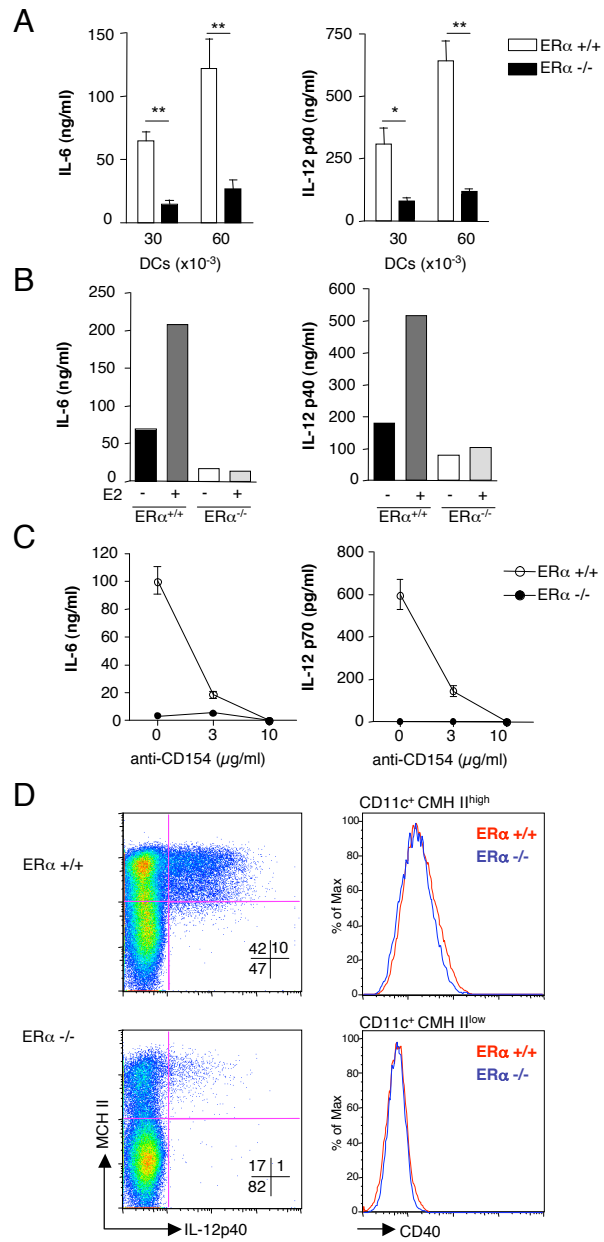 A
IL-6 (ng/ml)
150
100
50
0
30 60
DCs (x10-3)
** **
IL-12 p40 (ng/ml)
750
500
250
0
30 60
DCs (x10-3)
* **
ERα +/+
ERα -/-
B
IL-6 (ng/ml)
250
200
150
100
50
0
E2 - + - +
ERα+/+ ERα-/-
IL-12 p40 (ng/ml)
600
500
400
300
200
100
0
- + - +
ERα+/+ ERα-/-
C
IL-6 (ng/ml)
120
100
80
60
40
20
0
0 3 10
anti-CD154 (µg/ml)
IL-12 p70 (pg/ml)
800
600
400
200
0
0 3 10
anti-CD154 (µg/ml)
ERα +/+
ERα -/-
D
ERα +/+
42 10
47
CD11c+ CMH IIhigh
ERα +/+
ERα -/-
% of Max
100
80
60
40
20
0
ERα -/-
MCH II
IL-12p40
17 1
82
CD11c+ CMH IIlow
ERα +/+
ERα -/-
% of Max
100
80
60
40
20
0
CD40